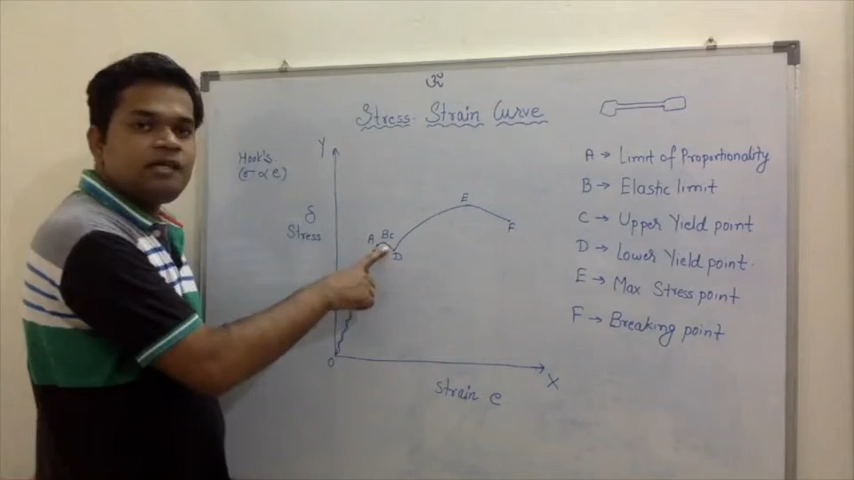 ॐ
Stress-Strain Curve
Hook's
(σ ∝ e)
Y
δ
Stress
A
B
C
D
E
F
O
X
Strain e
A → Limit of Proportionality
B → Elastic limit
C → Upper Yield point
D → Lower Yield point.
E → Max Stress point
F → Breaking point